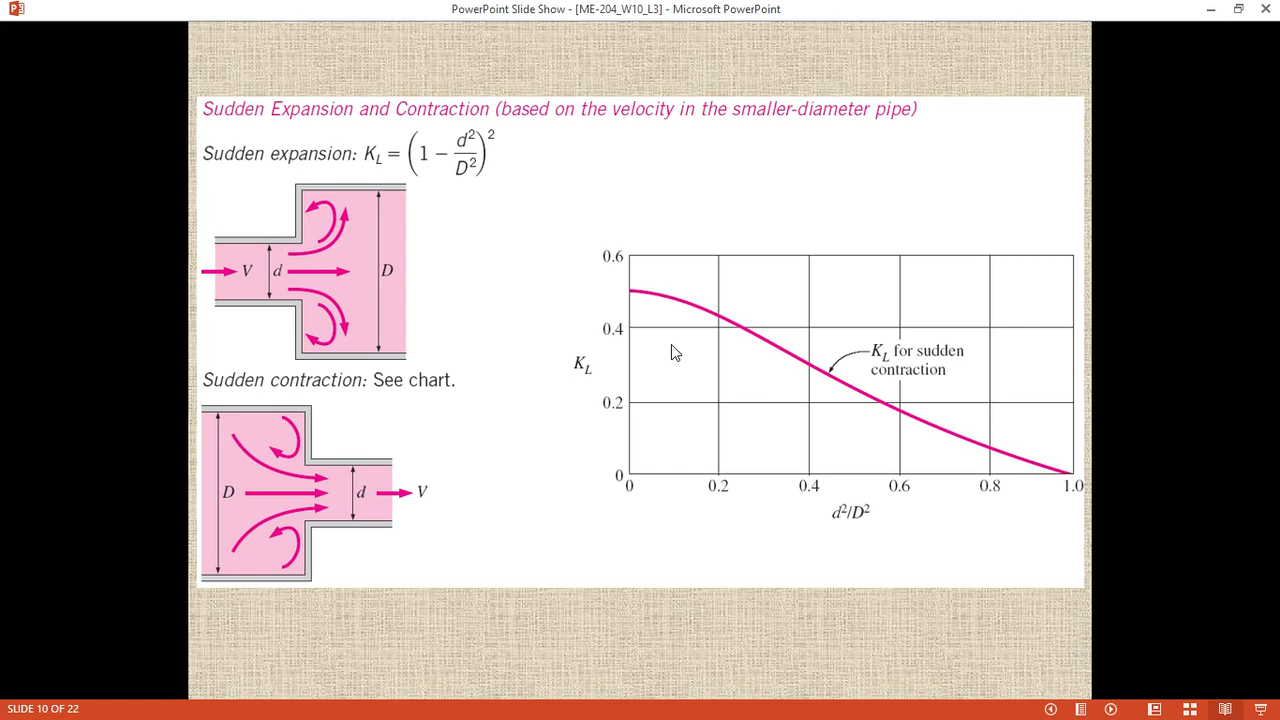 PowerPoint Slide Show - [ME-204_W10_L3] - Microsoft PowerPoint
Sudden Expansion and Contraction (based on the velocity in the smaller-diameter pipe)
Sudden expansion: K_L = (1 − d²/D²)²
V d D
Sudden contraction: See chart.
D d V
0.6
0.4
K_L
0.2
0
K_L for sudden
contraction
0 0.2 0.4 0.6 0.8 1.0
d²/D²
SLIDE 10 OF 22